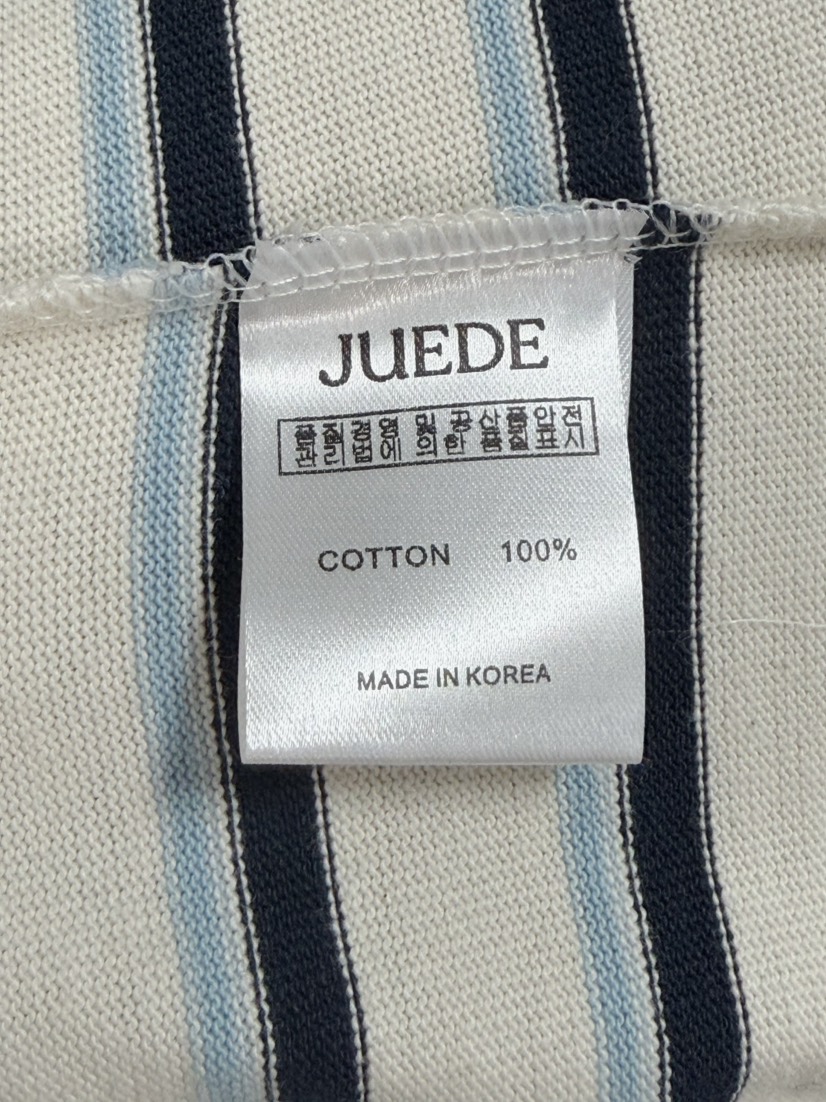 JUEDE
품질경영 및 공산품안전
관리법에 의한 품질표시
COTTON 100%
MADE IN KOREA